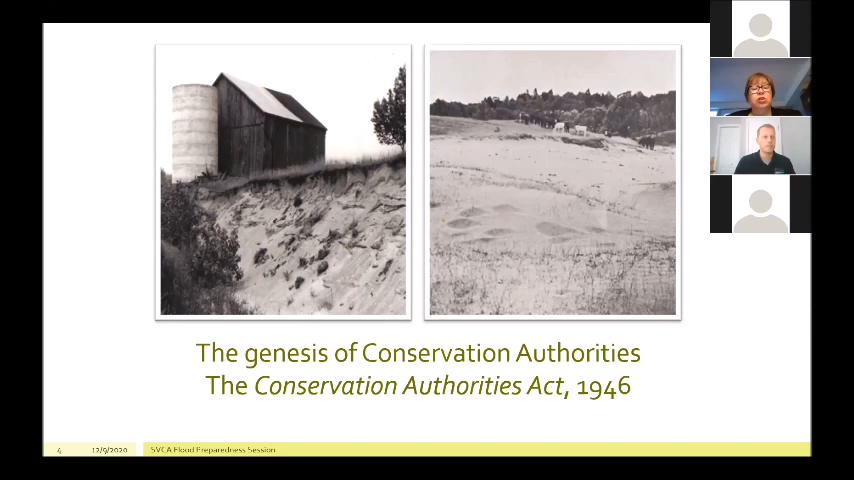 The genesis of Conservation Authorities
The Conservation Authorities Act, 1946
4 12/9/2020 SVCA Flood Preparedness Session